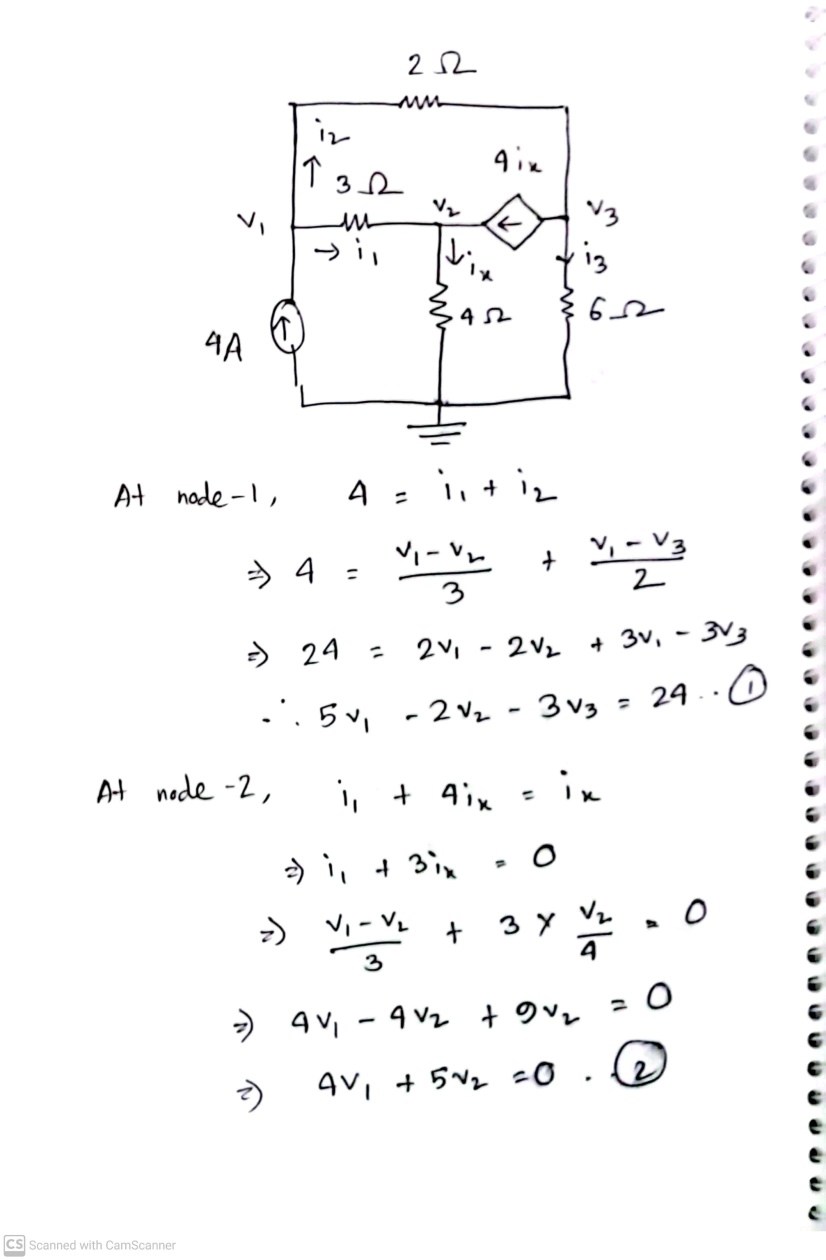 2 Ω
i₂
↑
3 Ω
4iₓ
V₁
V₂
V₃
→ i₁
↓iₓ
i₃
4 Ω
6 Ω
4A
At node-1, 4 = i₁ + i₂
⇒ 4 = (V₁ - V₂)/3 + (V₁ - V₃)/2
⇒ 24 = 2V₁ - 2V₂ + 3V₁ - 3V₃
∴ 5V₁ - 2V₂ - 3V₃ = 24 .. ①
At node-2, i₁ + 4iₓ = iₓ
⇒ i₁ + 3iₓ = 0
⇒ (V₁ - V₂)/3 + 3 × V₂/4 = 0
⇒ 4V₁ - 4V₂ + 9V₂ = 0
⇒ 4V₁ + 5V₂ = 0 .. ②
CS Scanned with CamScanner